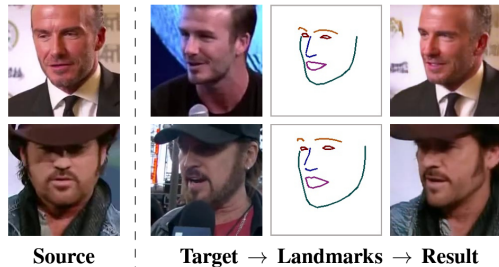 Source
Target → Landmarks → Result